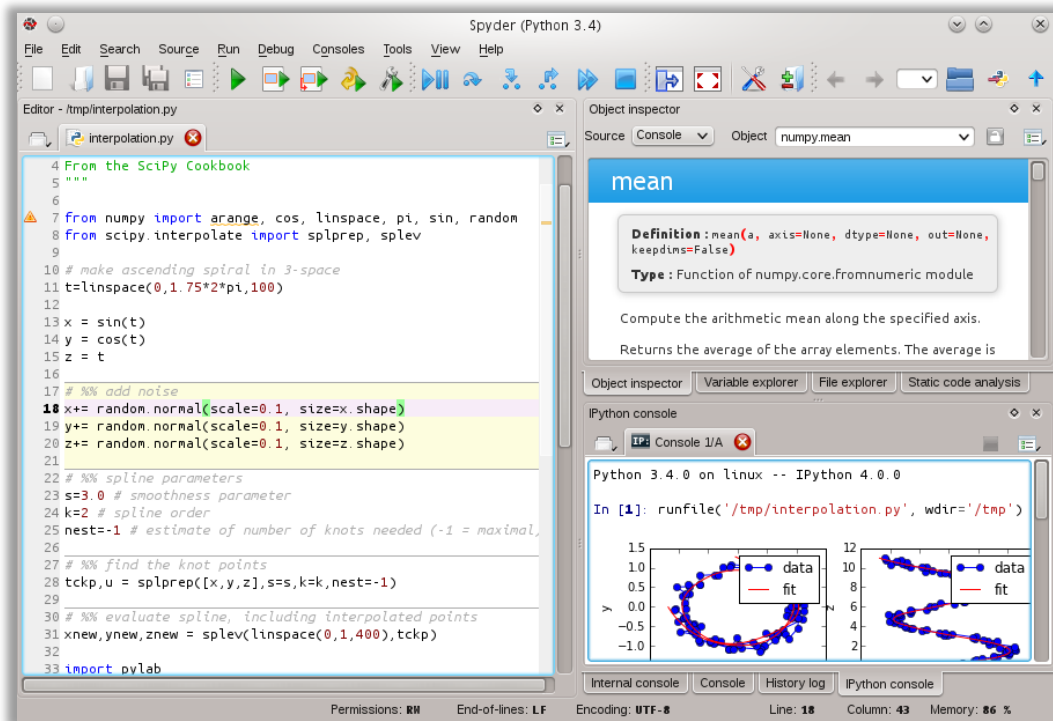 Spyder (Python 3.4)
File Edit Search Source Run Debug Consoles Tools View Help
Editor - /tmp/interpolation.py
interpolation.py
4 From the SciPy Cookbook
5 """
6
7 from numpy import arange, cos, linspace, pi, sin, random
8 from scipy.interpolate import splprep, splev
9
10 # make ascending spiral in 3-space
11 t=linspace(0,1.75*2*pi,100)
12
13 x = sin(t)
14 y = cos(t)
15 z = t
16
17 # %% add noise
18 x+= random.normal(scale=0.1, size=x.shape)
19 y+= random.normal(scale=0.1, size=y.shape)
20 z+= random.normal(scale=0.1, size=z.shape)
21
22 # %% spline parameters
23 s=3.0 # smoothness parameter
24 k=2 # spline order
25 nest=-1 # estimate of number of knots needed (-1 = maximal,
26
27 # %% find the knot points
28 tckp,u = splprep([x,y,z],s=s,k=k,nest=-1)
29
30 # %% evaluate spline, including interpolated points
31 xnew,ynew,znew = splev(linspace(0,1,400),tckp)
32
33 import pylab
Object inspector
Source Console Object numpy.mean
mean
Definition : mean(a, axis=None, dtype=None, out=None,
keepdims=False)
Type : Function of numpy.core.fromnumeric module
Compute the arithmetic mean along the specified axis.
Returns the average of the array elements. The average is
Object inspector Variable explorer File explorer Static code analysis
IPython console
IP: Console 1/A
Python 3.4.0 on linux -- IPython 4.0.0
In [1]: runfile('/tmp/interpolation.py', wdir='/tmp')
1.5
1.0
0.5
0.0
−0.5
−1.0
y
data
fit
12
10
8
6
4
2
z
data
fit
Internal console Console History log IPython console
Permissions: RW End-of-lines: LF Encoding: UTF-8 Line: 18 Column: 43 Memory: 86 %